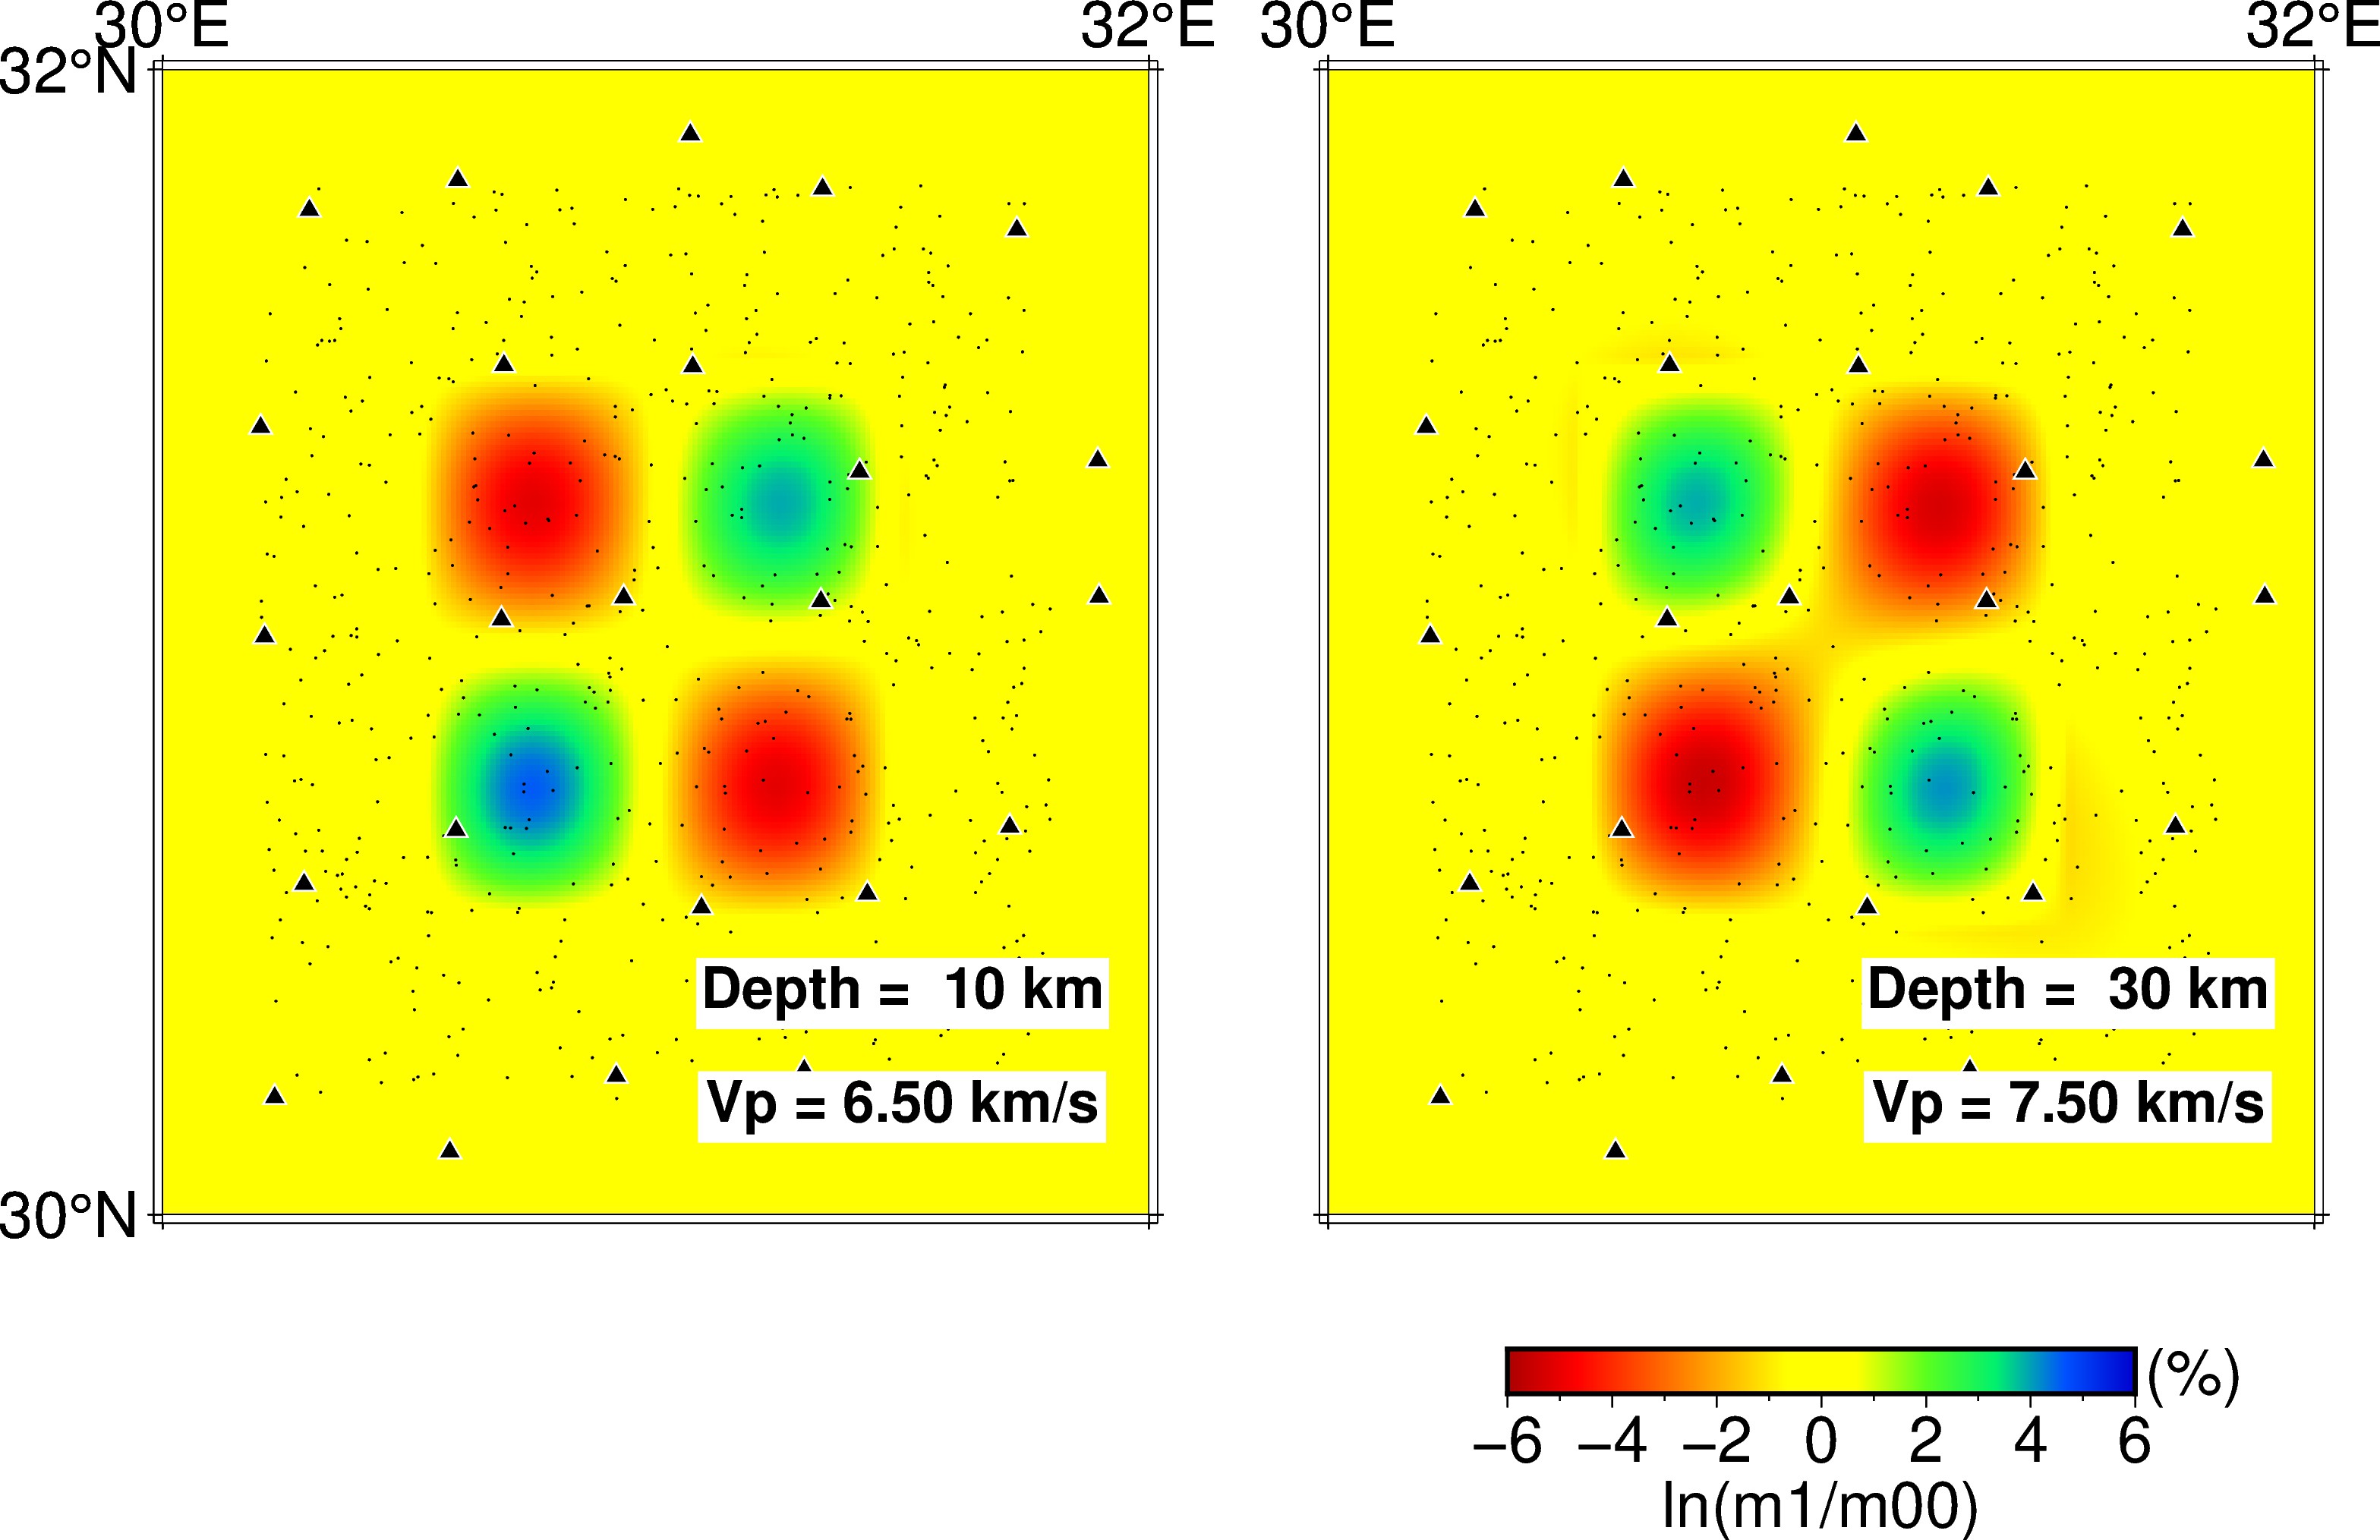 30°E
32°E
30°E
32°E
32°N
Depth = 10 km
Depth = 30 km
Vp = 6.50 km/s
Vp = 7.50 km/s
30°N
(%)
−6 −4 −2 0 2 4 6
ln(m1/m00)